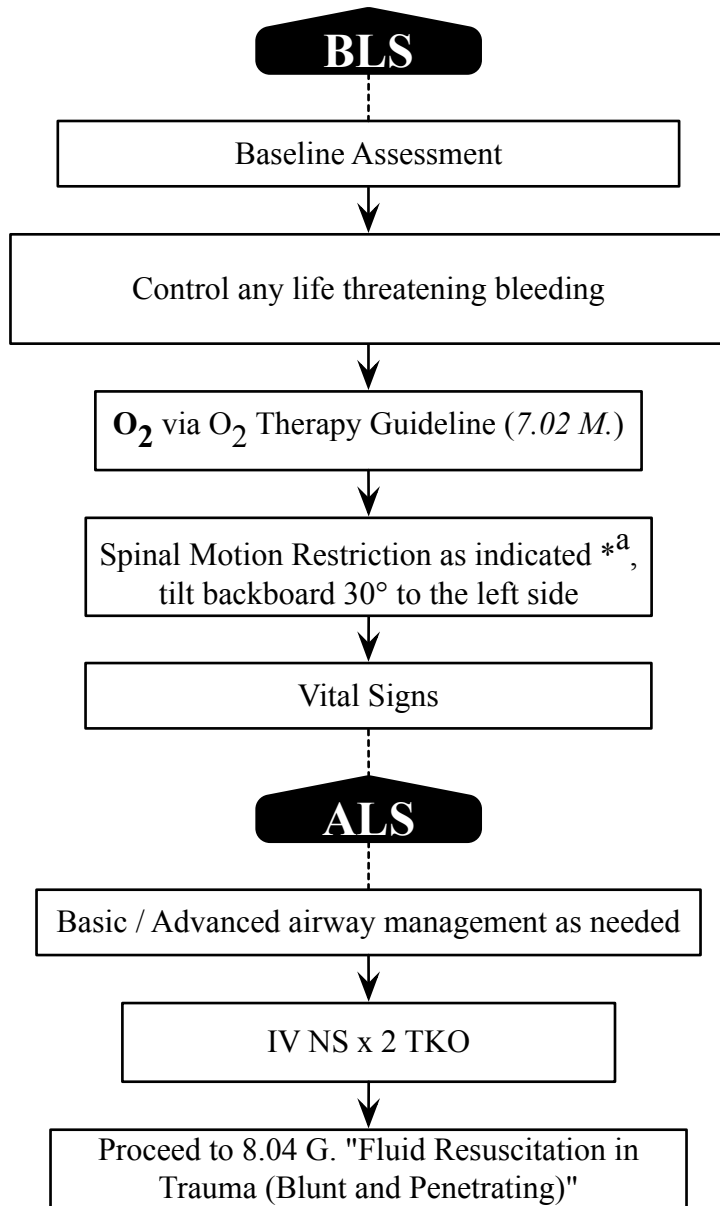 BLS
Baseline Assessment
Control any life threatening bleeding
O₂ via O₂ Therapy Guideline (7.02 M.)
Spinal Motion Restriction as indicated *ᵃ,
tilt backboard 30° to the left side
Vital Signs
ALS
Basic / Advanced airway management as needed
IV NS x 2 TKO
Proceed to 8.04 G. "Fluid Resuscitation in
Trauma (Blunt and Penetrating)"